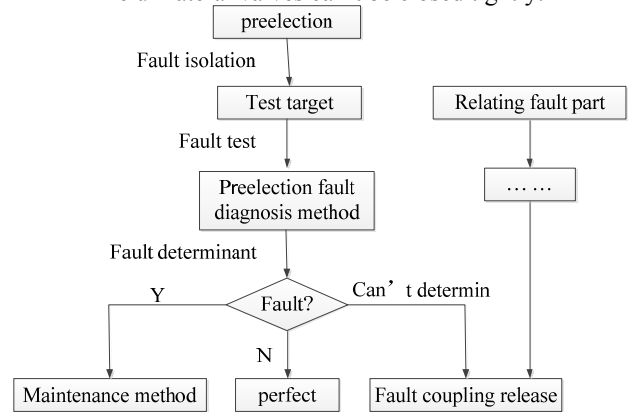 preelection
Fault isolation
Test target
Relating fault part
Fault test
... ...
Preelection fault
diagnosis method
Fault determinant
Y
Fault?
Can’t determin
N
Maintenance method
perfect
Fault coupling release